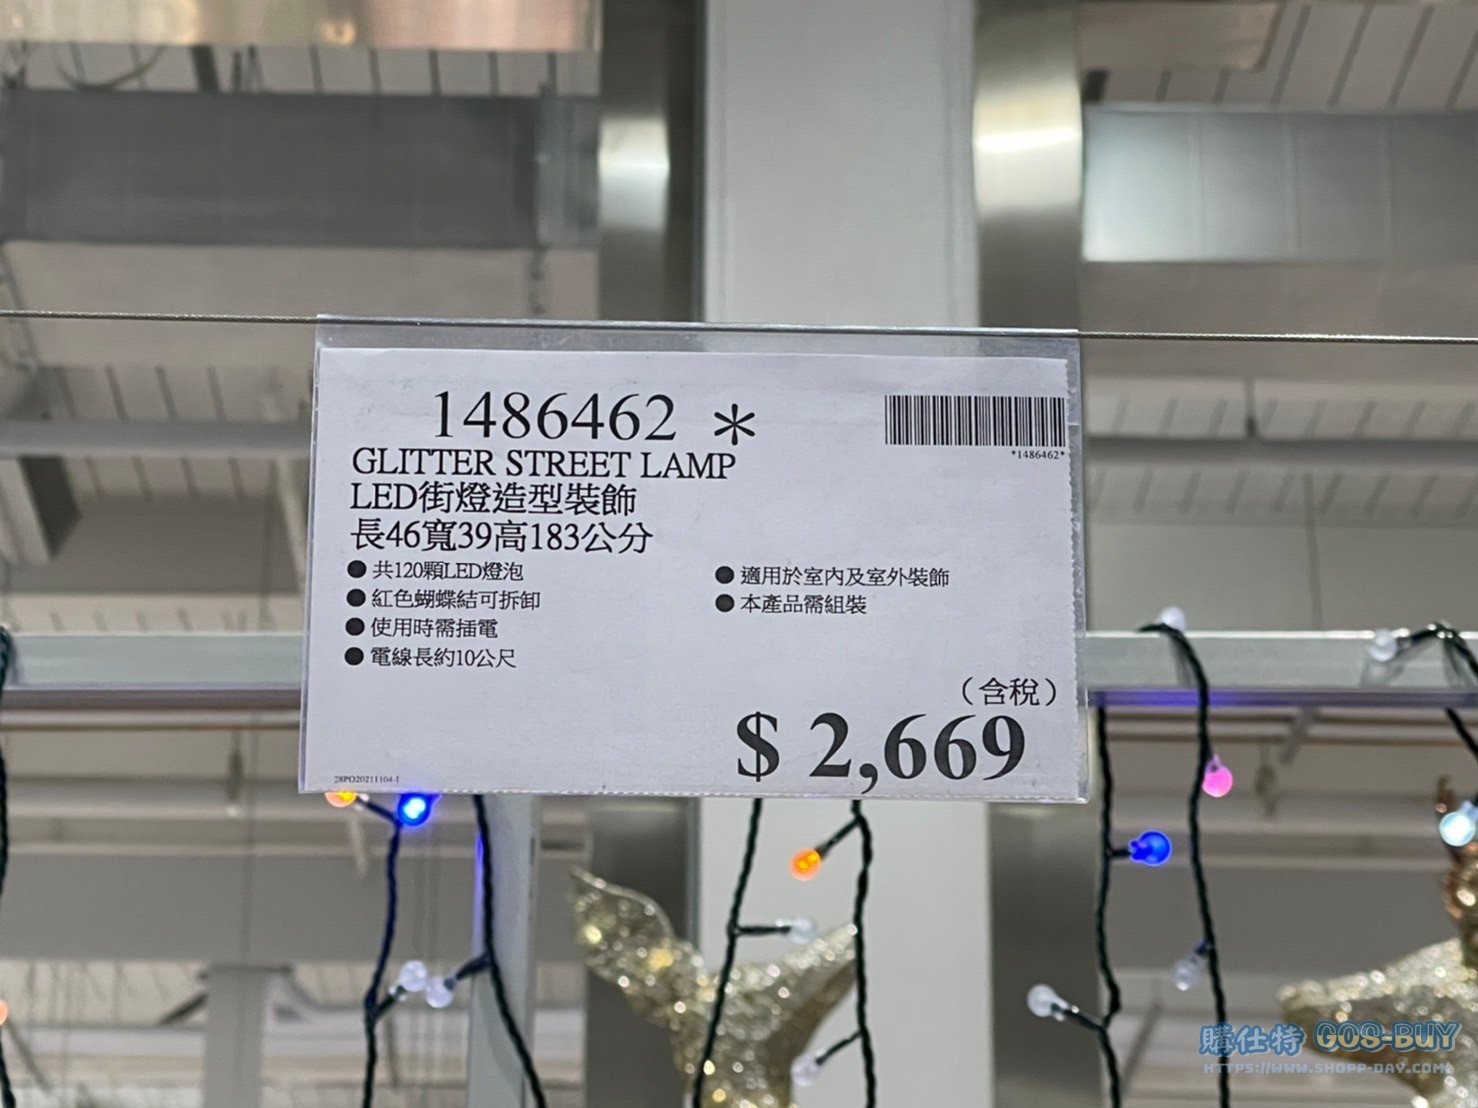 1486462 *
*1486462*
GLITTER STREET LAMP
LED街燈造型裝飾
長46寬39高183公分
●共120顆LED燈泡
●紅色蝴蝶結可拆卸
●使用時需插電
●電線長約10公尺
●適用於室內及室外裝飾
●本產品需組裝
（含稅）
$ 2,669
28PO20211104-1
購仕特 GOS-BUY
HTTPS://WWW.SHOPP-DAY.COM/